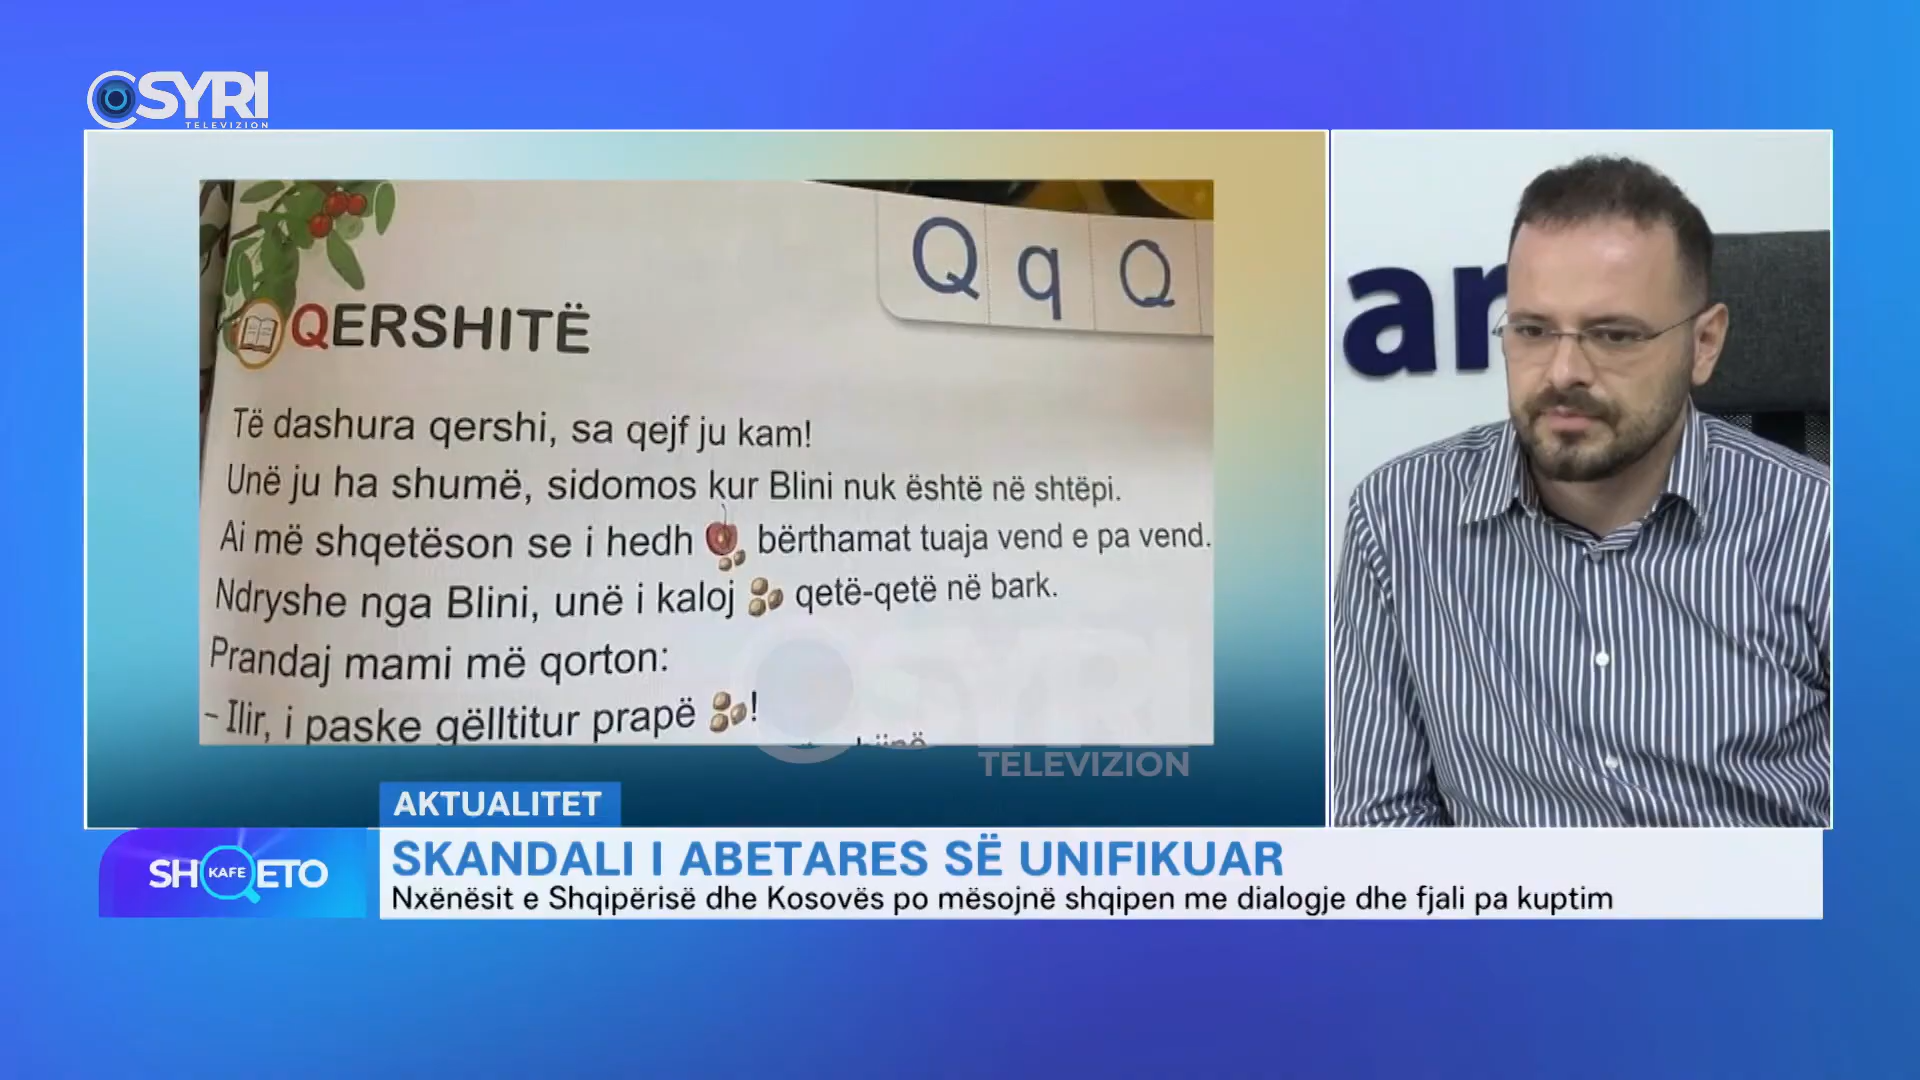 SYRI
TELEVIZION
Q q Q
QERSHITË
Të dashura qershi, sa qejf ju kam!
Unë ju ha shumë, sidomos kur Blini nuk është në shtëpi.
Ai më shqetëson se i hedh bërthamat tuaja vend e pa vend.
Ndryshe nga Blini, unë i kaloj qetë-qetë në bark.
Prandaj mami më qorton:
– Ilir, i paske gëlltitur prapë !
ar
SYRI
TELEVIZION
AKTUALITET
SKANDALI I ABETARES SË UNIFIKUAR
Nxënësit e Shqipërisë dhe Kosovës po mësojnë shqipen me dialogje dhe fjali pa kuptim
SHQETO
KAFE